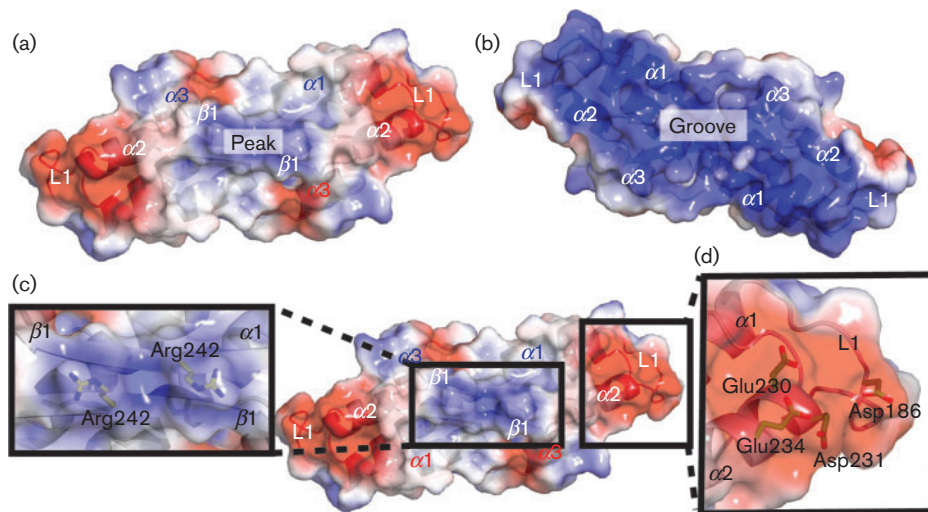 (a)
α3
α1
L1
β1
Peak
α2
α2
β1
L1
α3
(b)
L1
α1
α3
α2
Groove
α2
α3
α1
L1
(c)
β1
α1
Arg242
Arg242
β1
α3
α1
L1
β1
α2
α2
β1
L1
α1
α3
(d)
α1
L1
Glu230
Asp186
Glu234
Asp231
α2